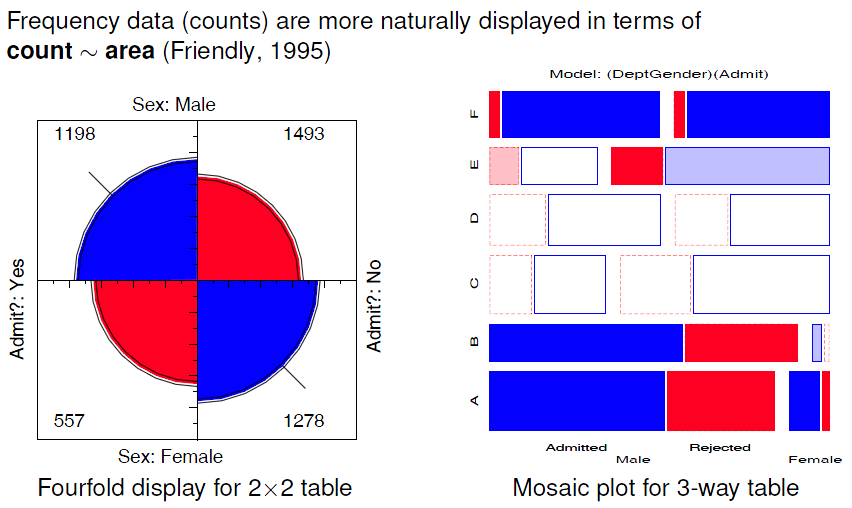 Frequency data (counts) are more naturally displayed in terms of
count ∼ area (Friendly, 1995)
Sex: Male
1198
1493
Admit?: Yes
Admit?: No
557
1278
Sex: Female
Fourfold display for 2×2 table
Model: (DeptGender)(Admit)
F
E
D
C
B
A
Admitted
Rejected
Male
Female
Mosaic plot for 3-way table